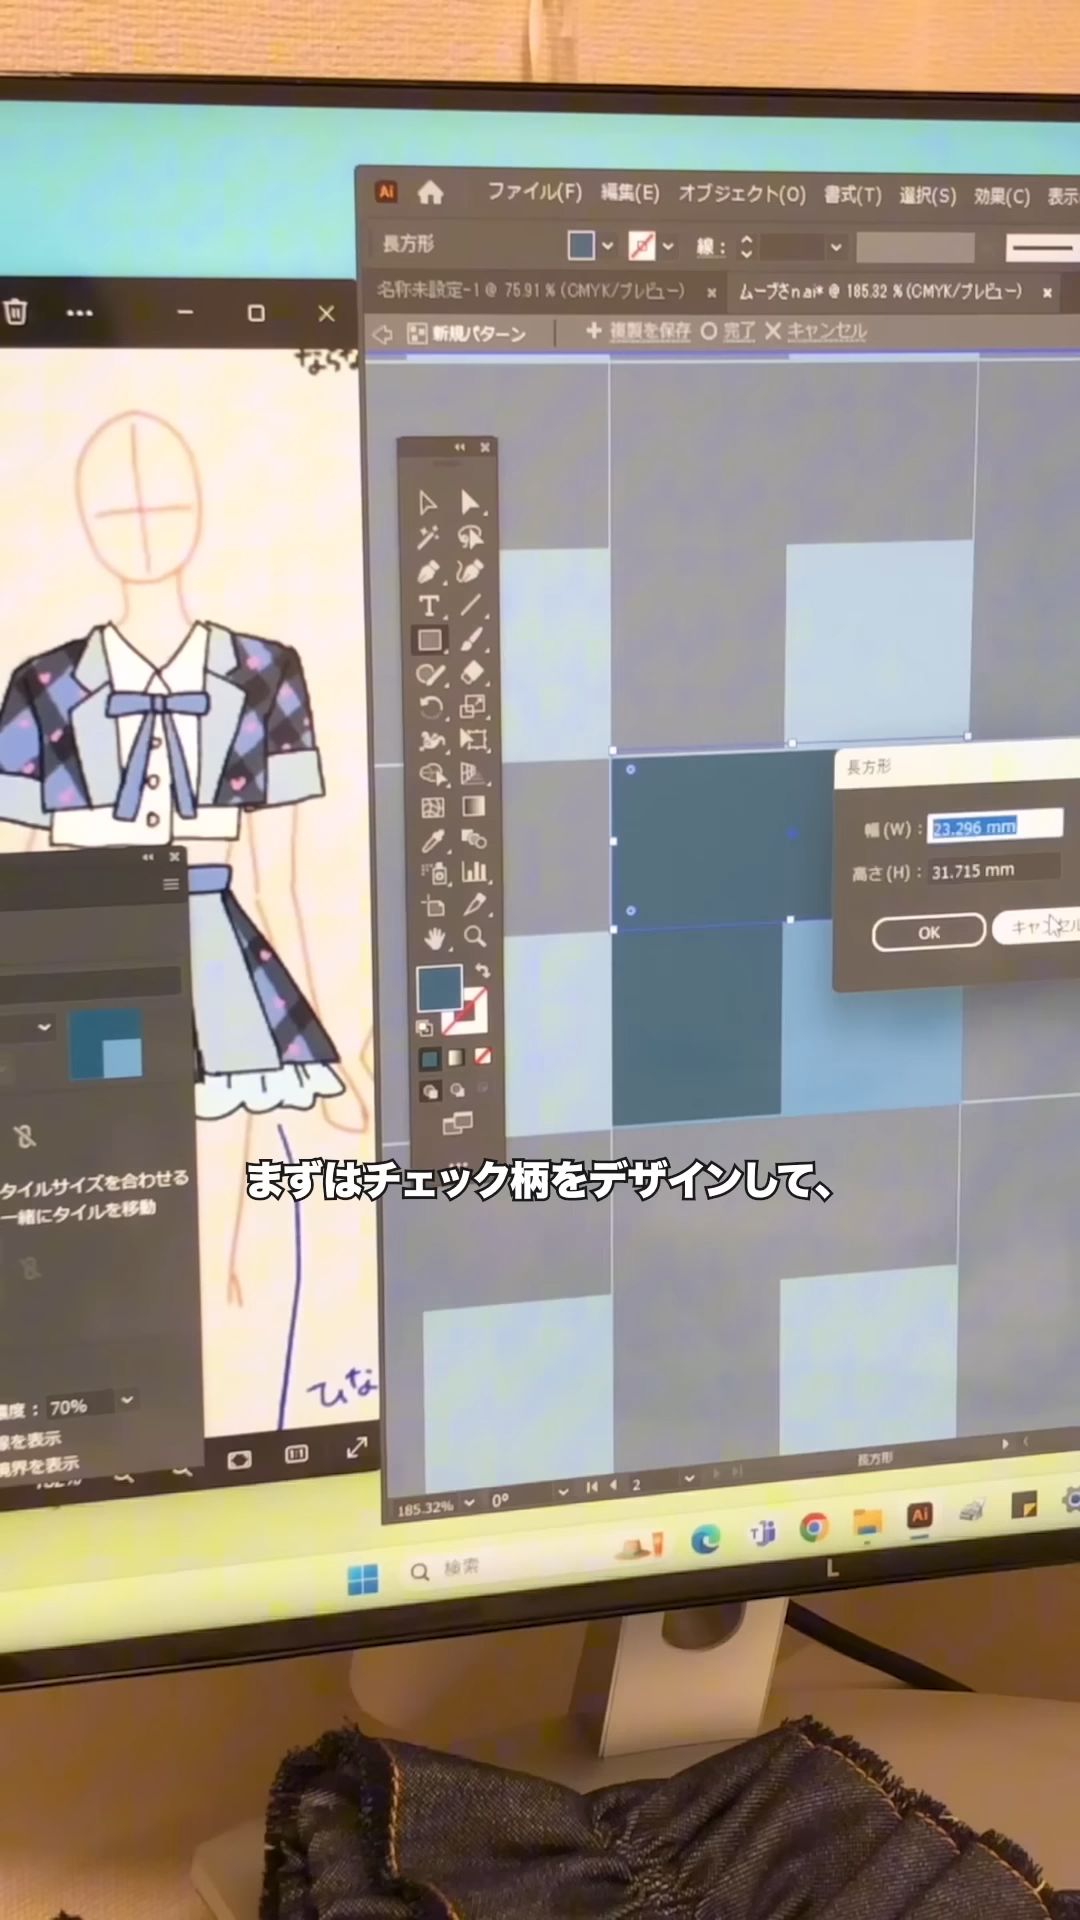 Ai ファイル(F) 編集(E) オブジェクト(O) 書式(T) 選択(S) 効果(C) 表示
長方形 線：
名称未設定-1 @ 75.91 % (CMYK/プレビュー) × ムーブさn.ai* @ 185.32 % (CMYK/プレビュー) ×
新規パターン + 複製を保存 ○ 完了 × キャンセル
長方形
幅(W)： 23.296 mm
高さ(H)： 31.715 mm
OK
タイルサイズを合わせる
一緒にタイルを移動
まずはチェック柄をデザインして、
ひな
70%
を表示
境界を表示
185.32% 0° 2 長方形
検索